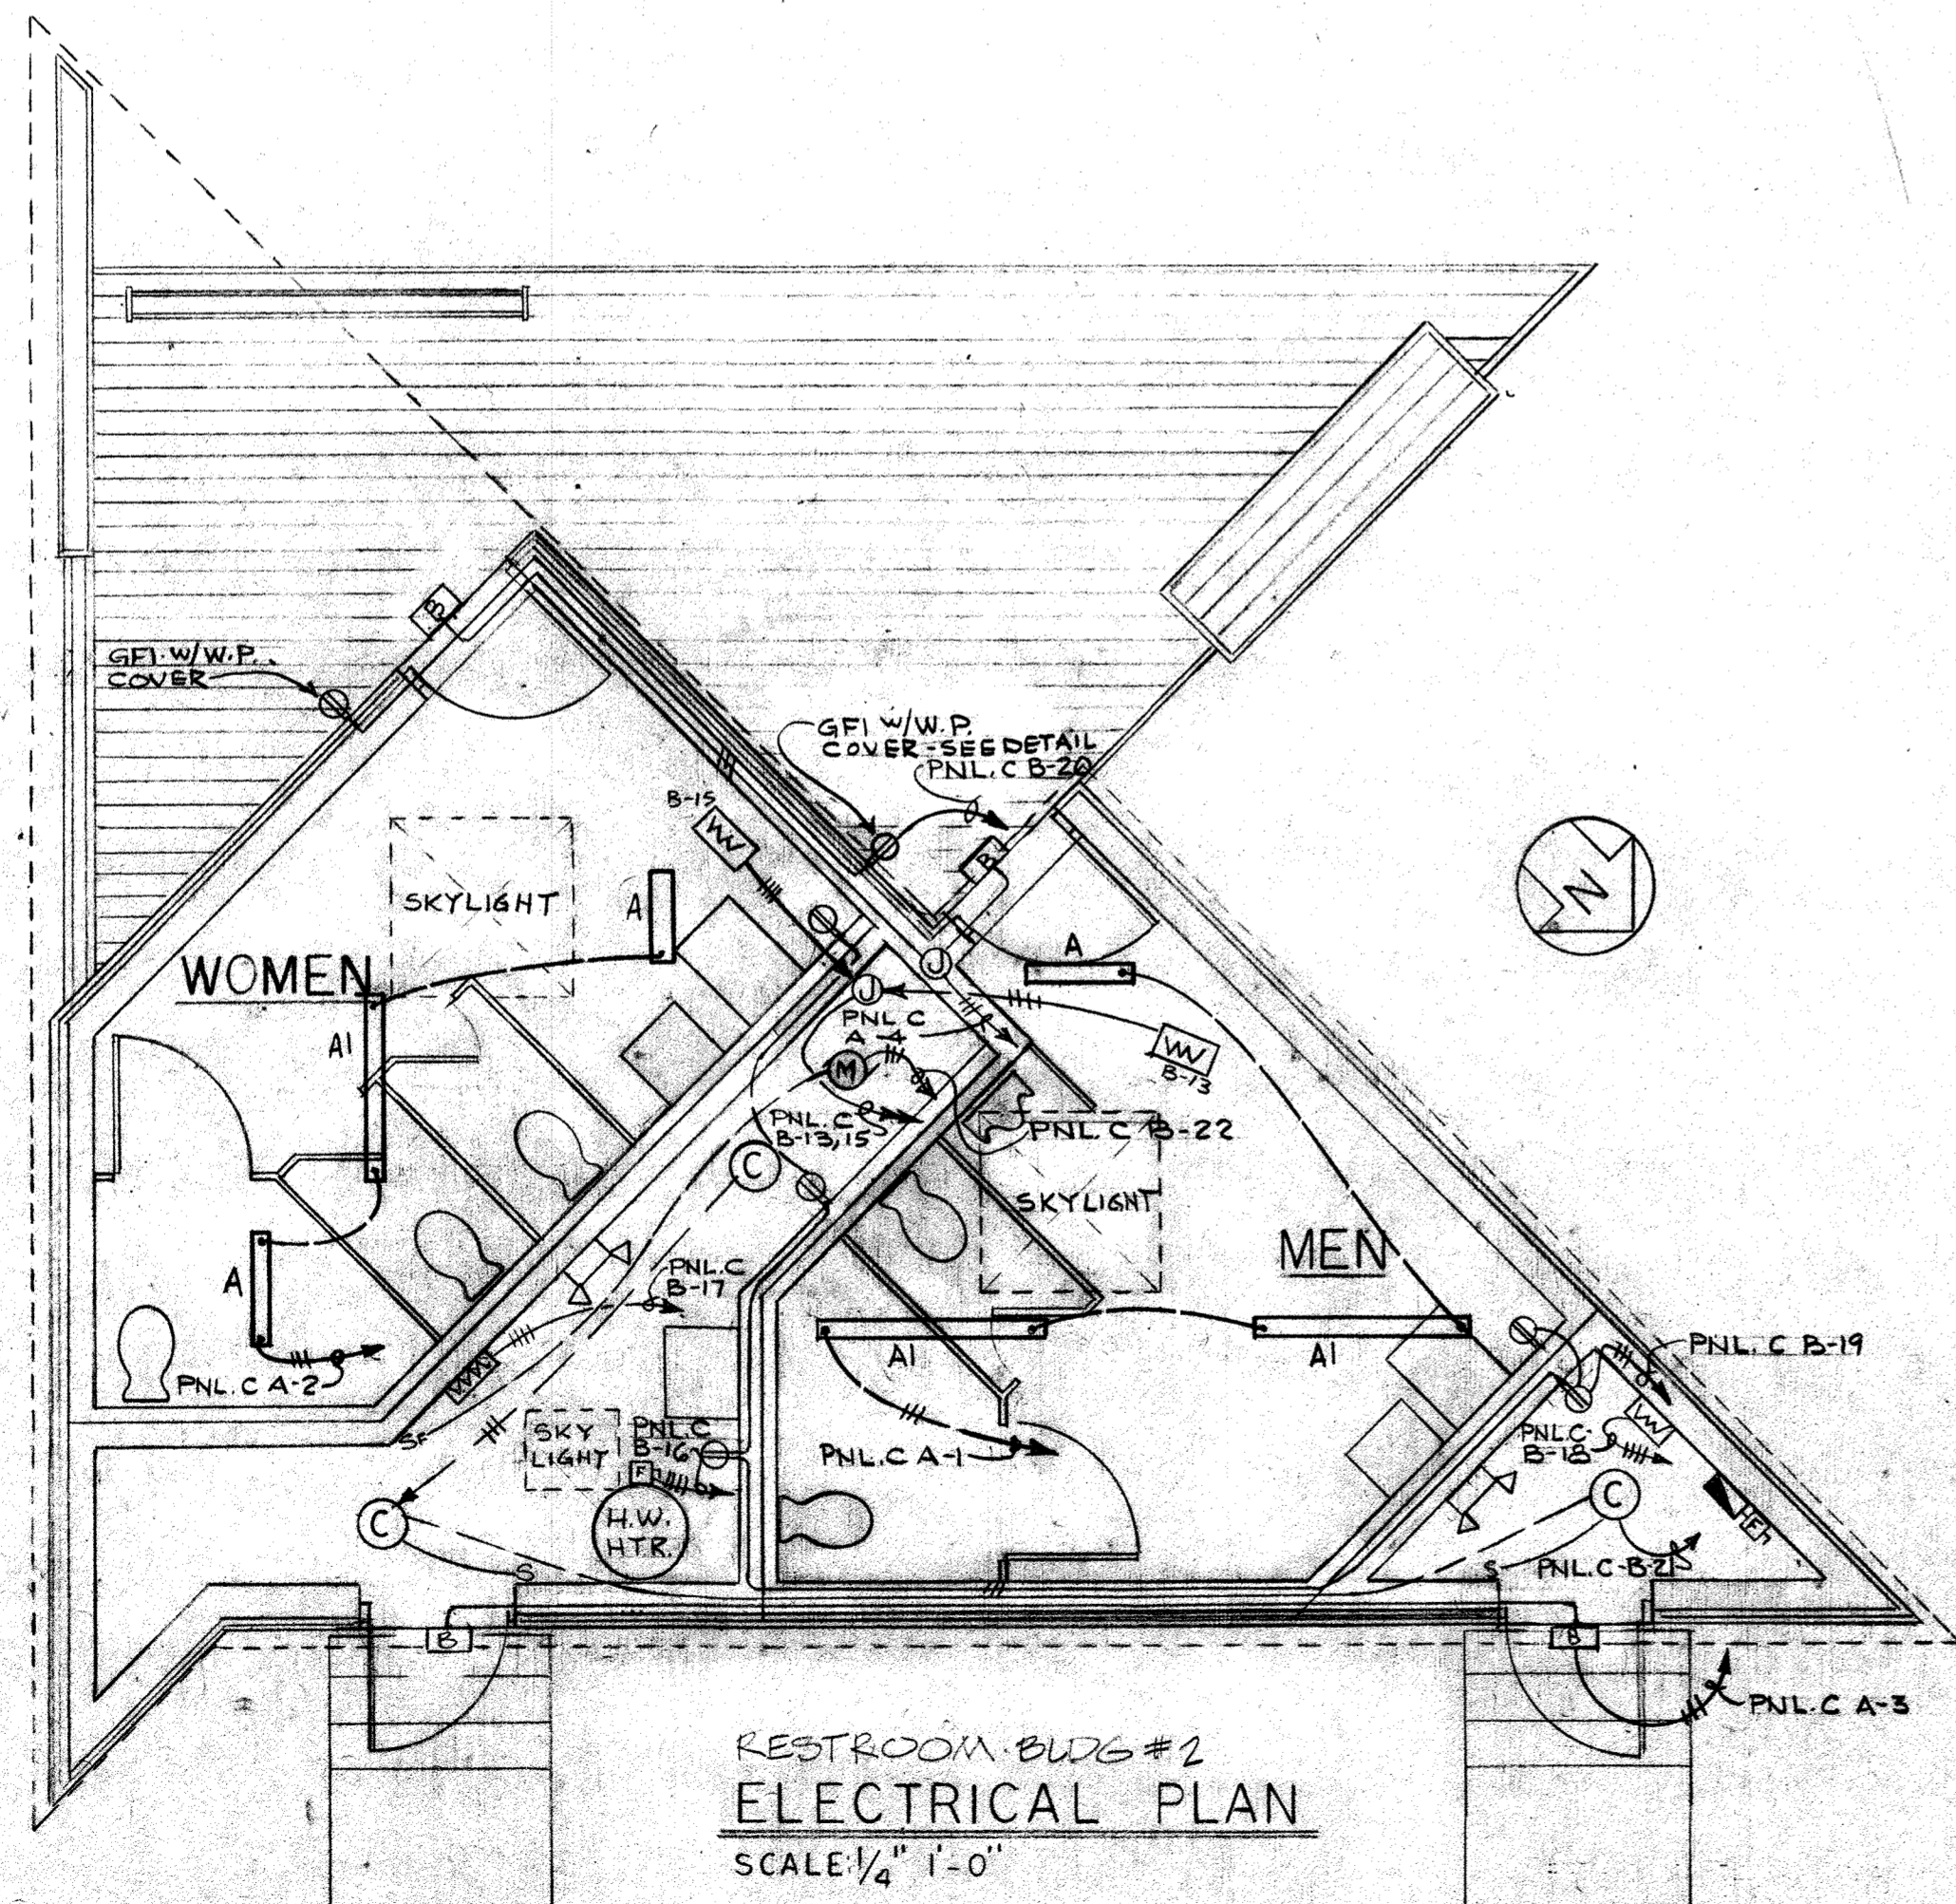 B
GFI W/W.P.
COVER
GFI W/W.P.
COVER-SEE DETAIL
PNL. C B-20
B-15
B
SKYLIGHT
A
WOMEN
J
A
N
J
A1
PNL C
A-4
M
B-13
PNL. C
B-13,15
PNL. C B-22
C
SKYLIGHT
MEN
PNL.C
B-17
A
A1
A1
PNL. C B-19
PNL.C A-2
SF
SKY
LIGHT
PNL.C
B-16
F
PNL.C A-1
PNL.C
B-18
C
C
H.W.
HTR.
S
S
PNL.C-B-21
B
B
PNL.C A-3
RESTROOM BLDG #2
ELECTRICAL PLAN
SCALE: 1/4" 1'-0"